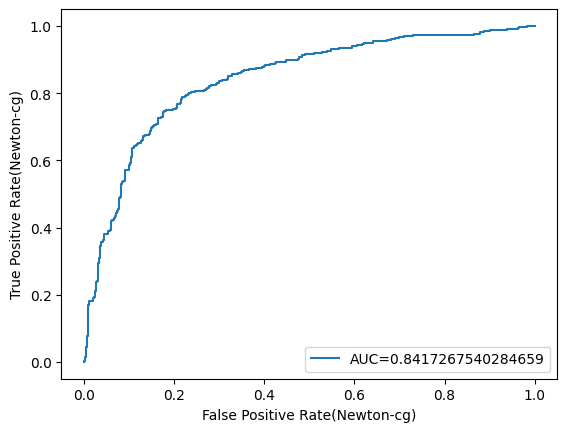 1.0
0.8
0.6
0.4
0.2
0.0
True Positive Rate(Newton-cg)
AUC=0.8417267540284659
0.0 0.2 0.4 0.6 0.8 1.0
False Positive Rate(Newton-cg)